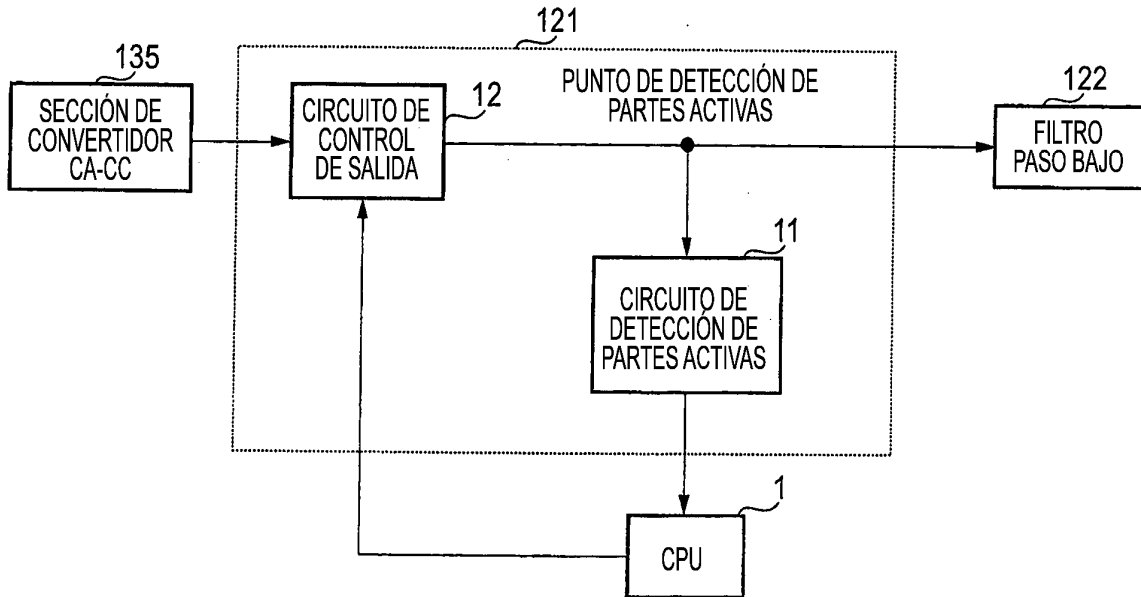 135
SECCIÓN DE
CONVERTIDOR
CA-CC
121
CIRCUITO DE
CONTROL
DE SALIDA
12
PUNTO DE DETECCIÓN DE
PARTES ACTIVAS
122
FILTRO
PASO BAJO
11
CIRCUITO DE
DETECCIÓN DE
PARTES ACTIVAS
1
CPU